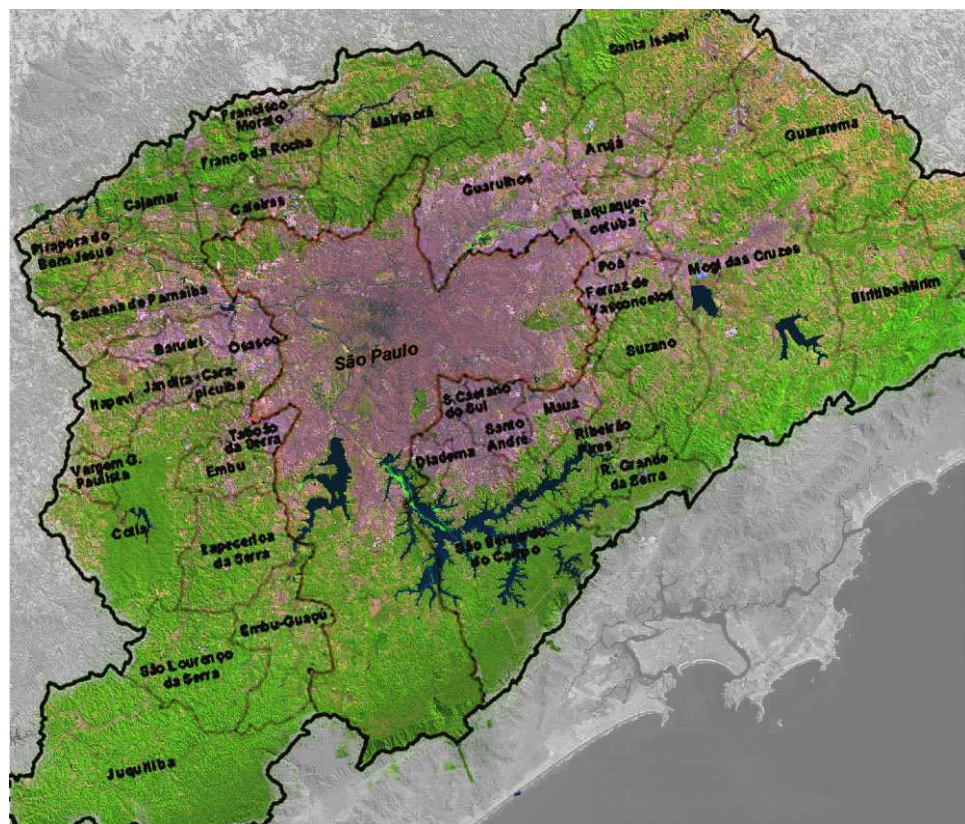 Santa Isabel
Francisco
Morato
Mairiporã
Franco da Rocha
Arujá
Guararema
Guarulhos
Cajamar
Caieiras
Itaquaque-
cetuba
Pirapora do
Bom Jesus
Poá
Mogi das Cruzes
Santana de Parnaíba
Ferraz de
Vasconcelos
Biritiba-Mirim
Barueri
Osasco
São Paulo
Suzano
Itapevi
Jandira
Cara-
picuiba
S. Caetano
do Sul
Mauá
Taboão
da Serra
Santo
André
Diadema
Ribeirão
Pires
Vargem G.
Paulista
Embu
R. Grande
da Serra
Cotia
Itapecerica
da Serra
São Bernardo
do Campo
Embu-Guaçú
São Lourenço
da Serra
Juquitiba